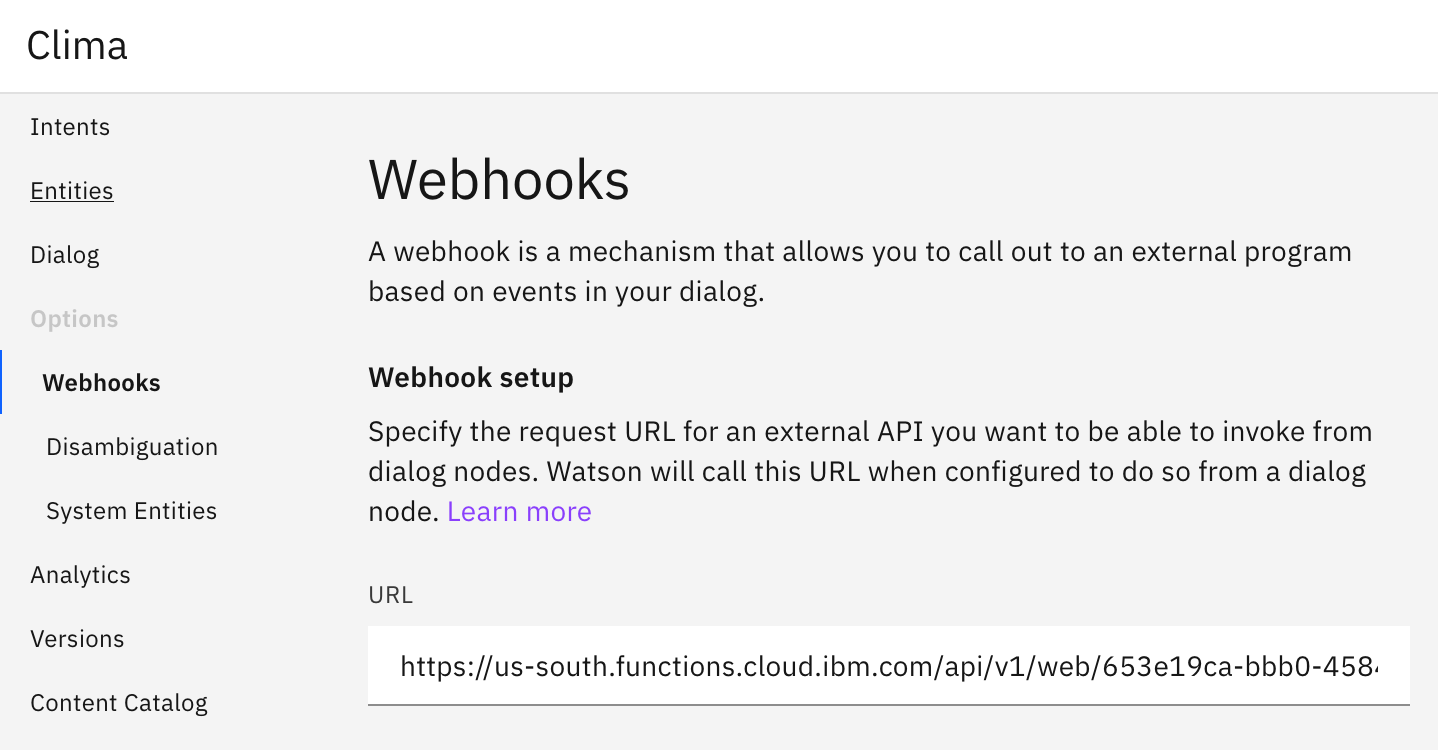 Clima
Intents
Entities
Dialog
Options
Webhooks
Disambiguation
System Entities
Analytics
Versions
Content Catalog
Webhooks
A webhook is a mechanism that allows you to call out to an external program
based on events in your dialog.
Webhook setup
Specify the request URL for an external API you want to be able to invoke from
dialog nodes. Watson will call this URL when configured to do so from a dialog
node. Learn more
URL
https://us-south.functions.cloud.ibm.com/api/v1/web/653e19ca-bbb0-4584